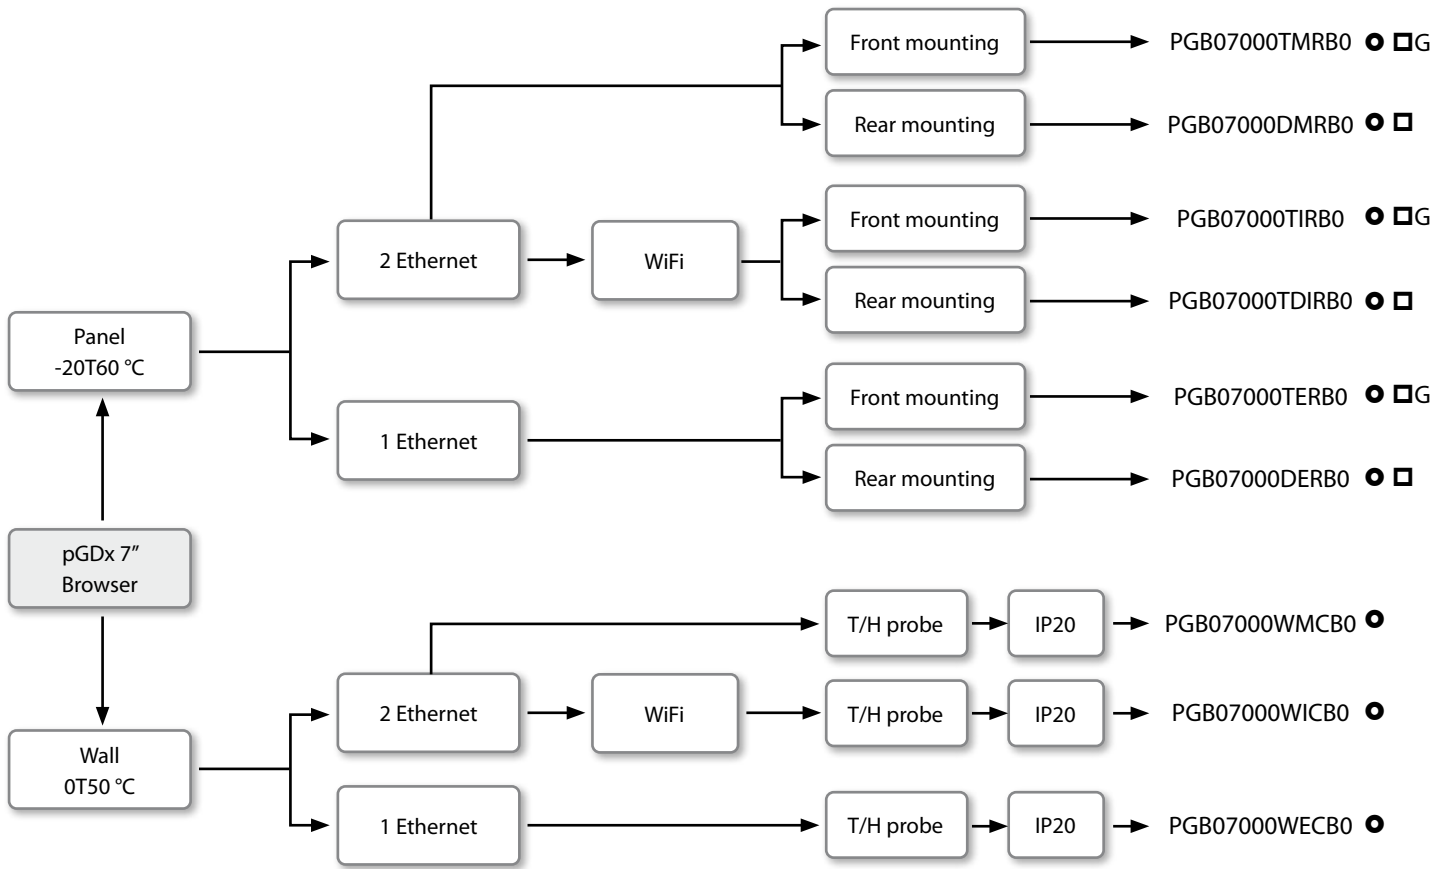 Front mounting
PGB07000TMRB0 G
Rear mounting
PGB07000DMRB0
2 Ethernet
WiFi
Front mounting
PGB07000TIRB0 G
Rear mounting
PGB07000TDIRB0
Panel
-20T60 °C
1 Ethernet
Front mounting
PGB07000TERB0 G
Rear mounting
PGB07000DERB0
pGDx 7”
Browser
T/H probe
IP20
PGB07000WMCB0
2 Ethernet
WiFi
T/H probe
IP20
PGB07000WICB0
Wall
0T50 °C
1 Ethernet
T/H probe
IP20
PGB07000WECB0